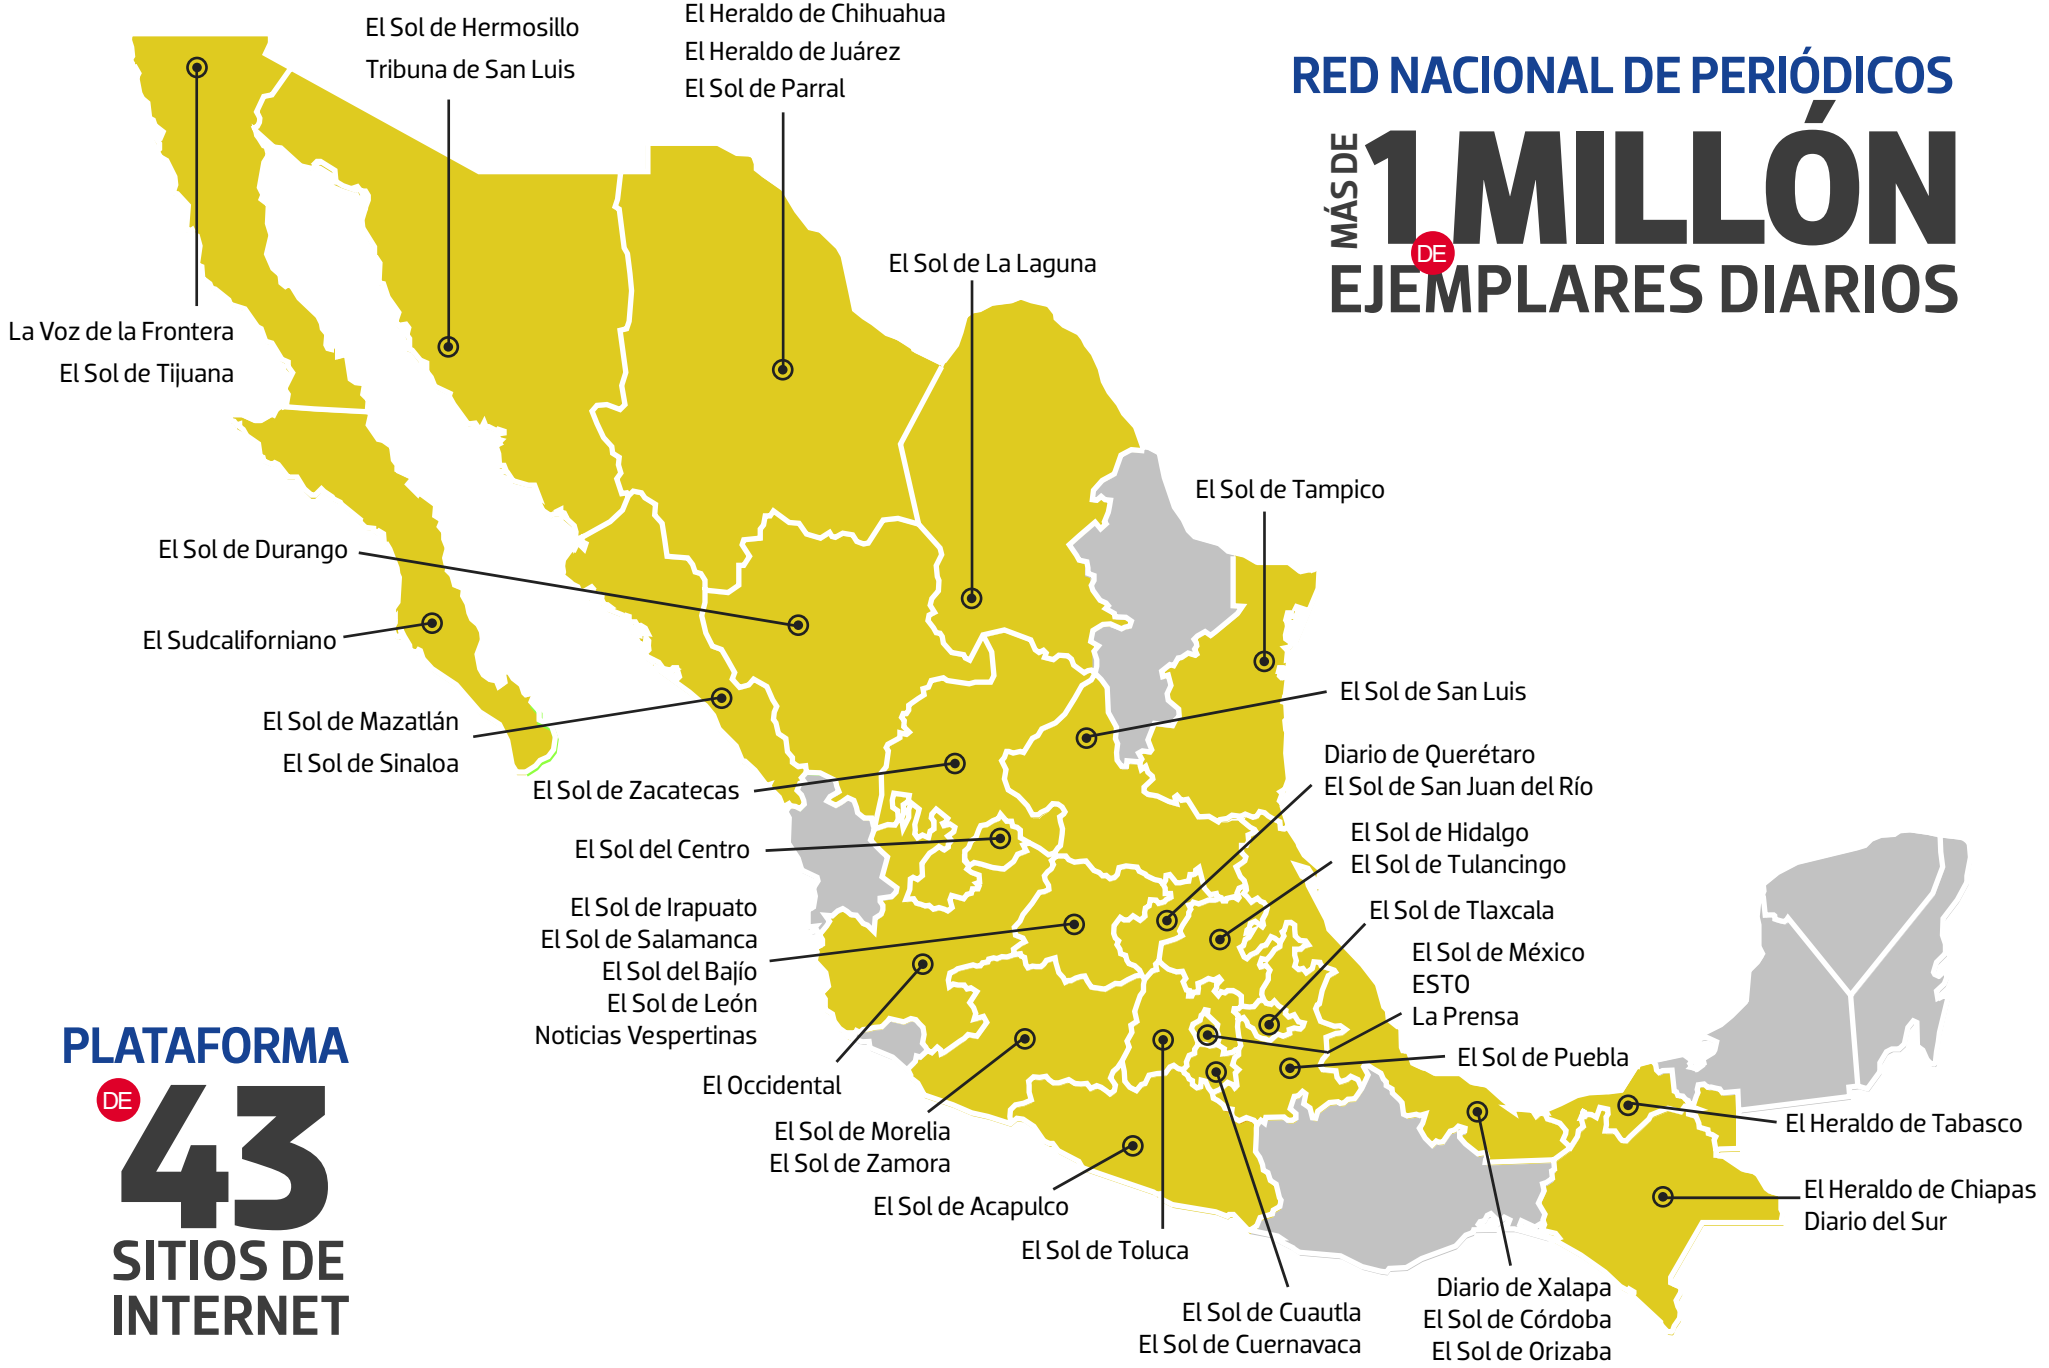 El Heraldo de Chihuahua
El Heraldo de Juárez
El Sol de Parral
El Sol de Hermosillo
Tribuna de San Luis
RED NACIONAL DE PERIÓDICOS
MÁS DE
1 MILLÓN
DE
EJEMPLARES DIARIOS
El Sol de La Laguna
La Voz de la Frontera
El Sol de Tijuana
El Sol de Tampico
El Sol de Durango
El Sudcaliforniano
El Sol de San Luis
El Sol de Mazatlán
El Sol de Sinaloa
Diario de Querétaro
El Sol de San Juan del Río
El Sol de Zacatecas
El Sol de Hidalgo
El Sol de Tulancingo
El Sol del Centro
El Sol de Irapuato
El Sol de Salamanca
El Sol del Bajío
El Sol de León
Noticias Vespertinas
El Sol de Tlaxcala
El Sol de México
ESTO
La Prensa
El Sol de Puebla
PLATAFORMA
DE
43
SITIOS DE
INTERNET
El Occidental
El Sol de Morelia
El Sol de Zamora
El Heraldo de Tabasco
El Sol de Acapulco
El Heraldo de Chiapas
Diario del Sur
El Sol de Toluca
El Sol de Cuautla
El Sol de Cuernavaca
Diario de Xalapa
El Sol de Córdoba
El Sol de Orizaba